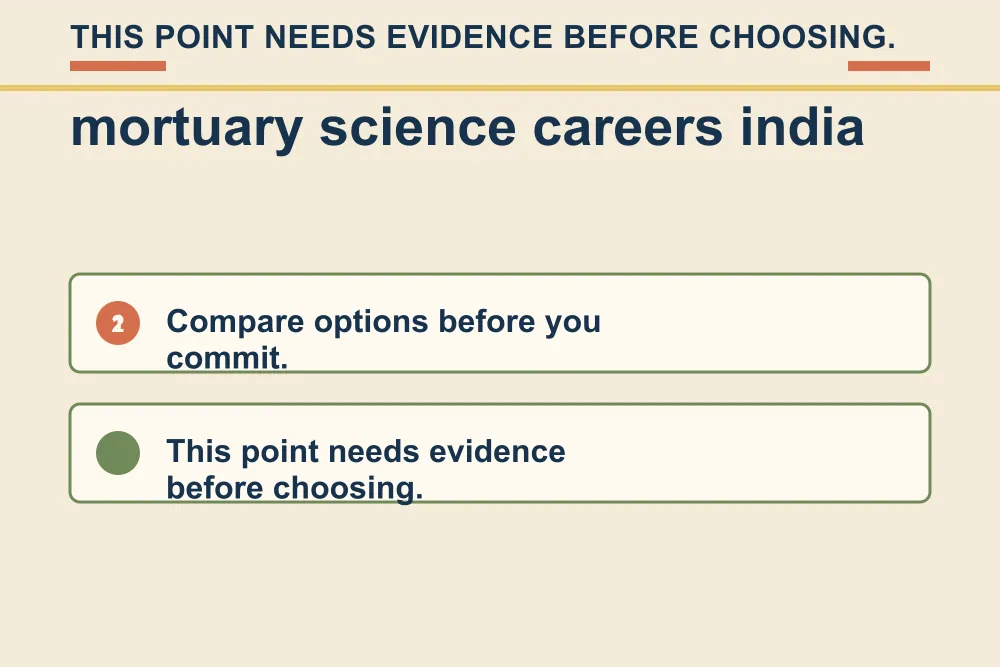 THIS POINT NEEDS EVIDENCE BEFORE CHOOSING.
mortuary science careers india
2
Compare options before you
commit.
This point needs evidence
before choosing.